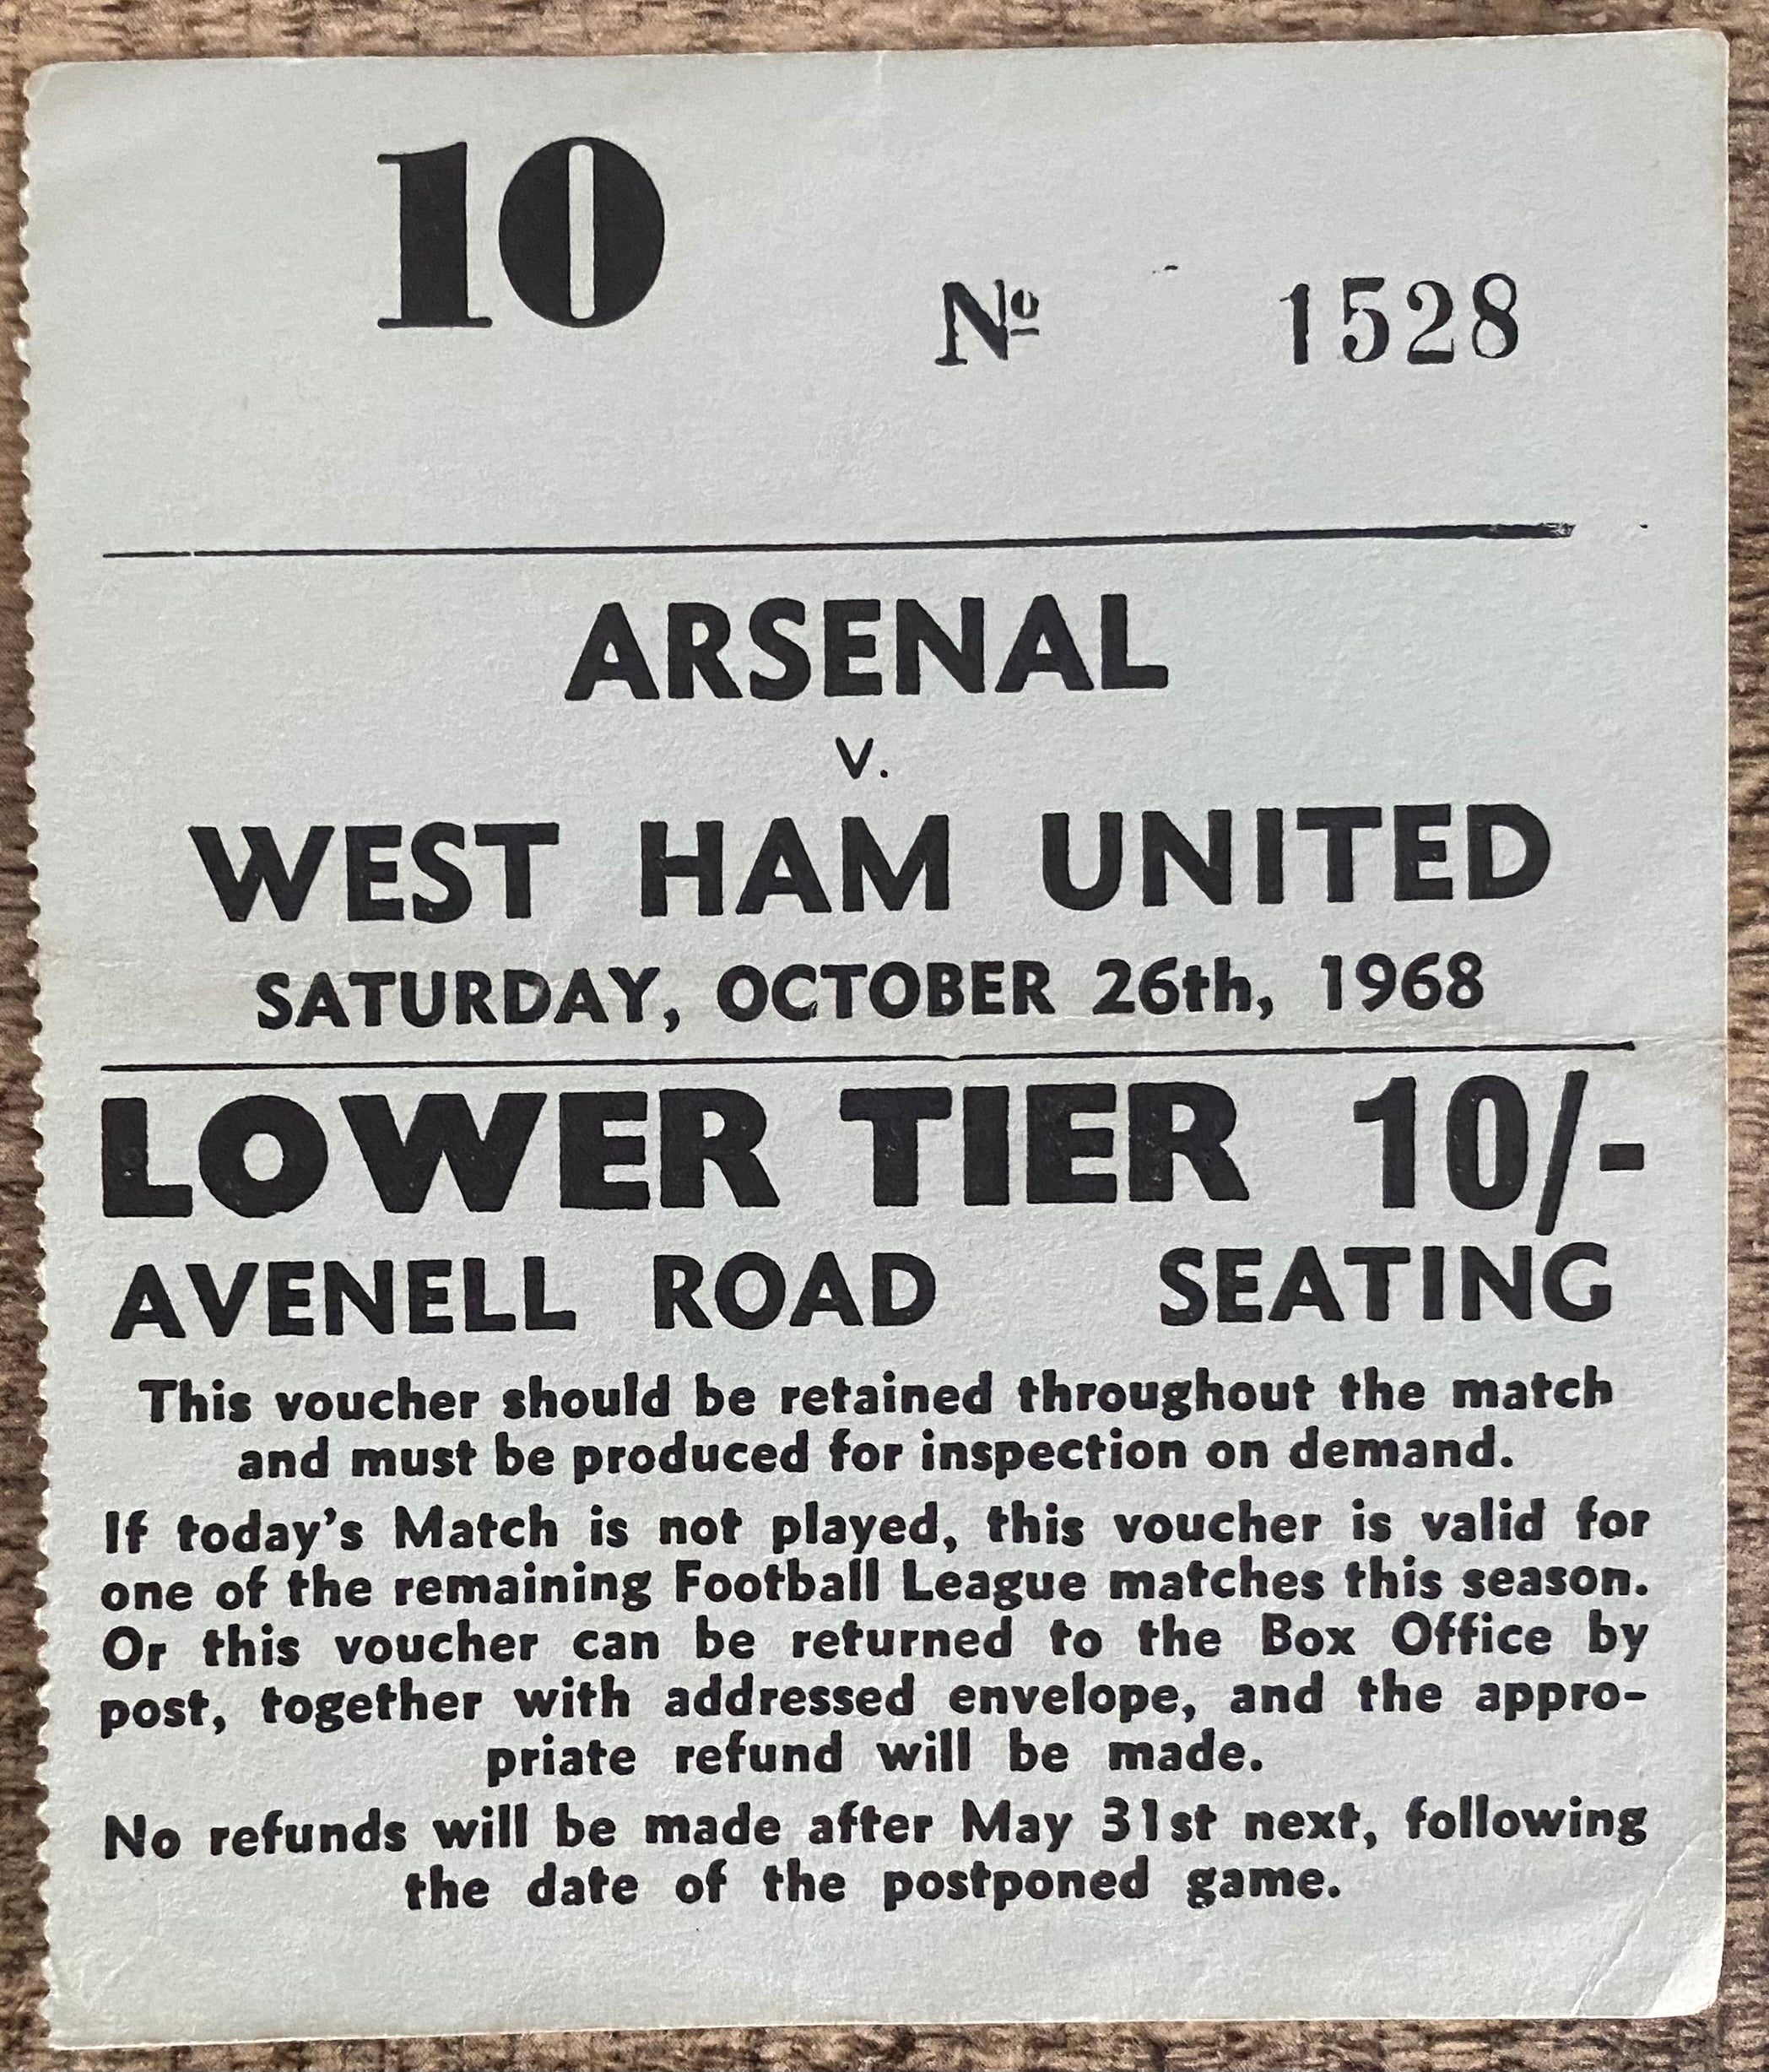 10
Nº 1528
ARSENAL
v.
WEST HAM UNITED
SATURDAY, OCTOBER 26th, 1968
LOWER TIER 10/-
AVENELL ROAD SEATING
This voucher should be retained throughout the match
and must be produced for inspection on demand.
If today's Match is not played, this voucher is valid for
one of the remaining Football League matches this season.
Or this voucher can be returned to the Box Office by
post, together with addressed envelope, and the appro-
priate refund will be made.
No refunds will be made after May 31st next, following
the date of the postponed game.